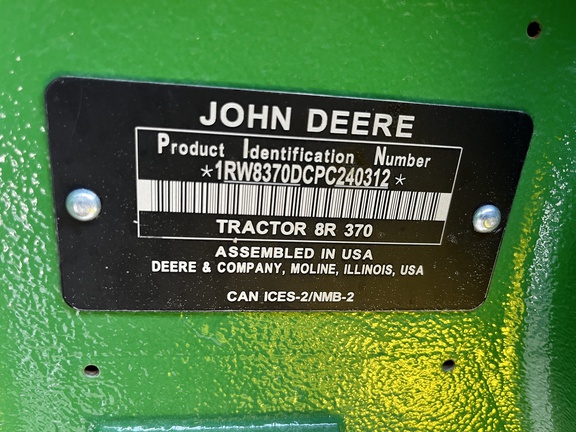 JOHN DEERE
Product Identification Number
*1RW8370DCPC240312*
TRACTOR 8R 370
ASSEMBLED IN USA
DEERE & COMPANY, MOLINE, ILLINOIS, USA
CAN ICES-2/NMB-2